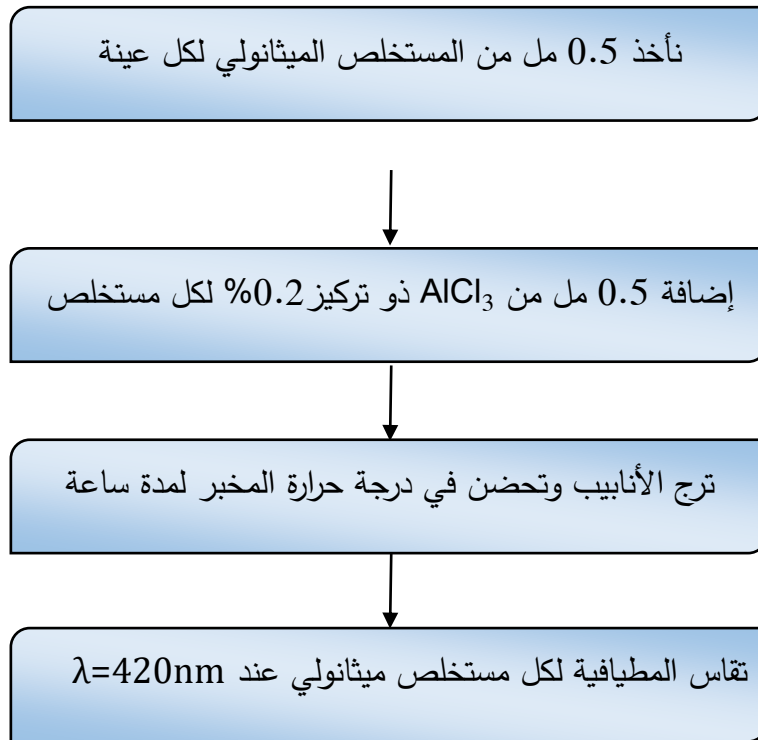 نأخذ 0.5 مل من المستخلص الميثانولي لكل عينة
إضافة 0.5 مل من AlCl₃ ذو تركيز 0.2% لكل مستخلص
ترج الأنابيب وتحضن في درجة حرارة المخبر لمدة ساعة
تقاس المطيافية لكل مستخلص ميثانولي عند λ=420nm